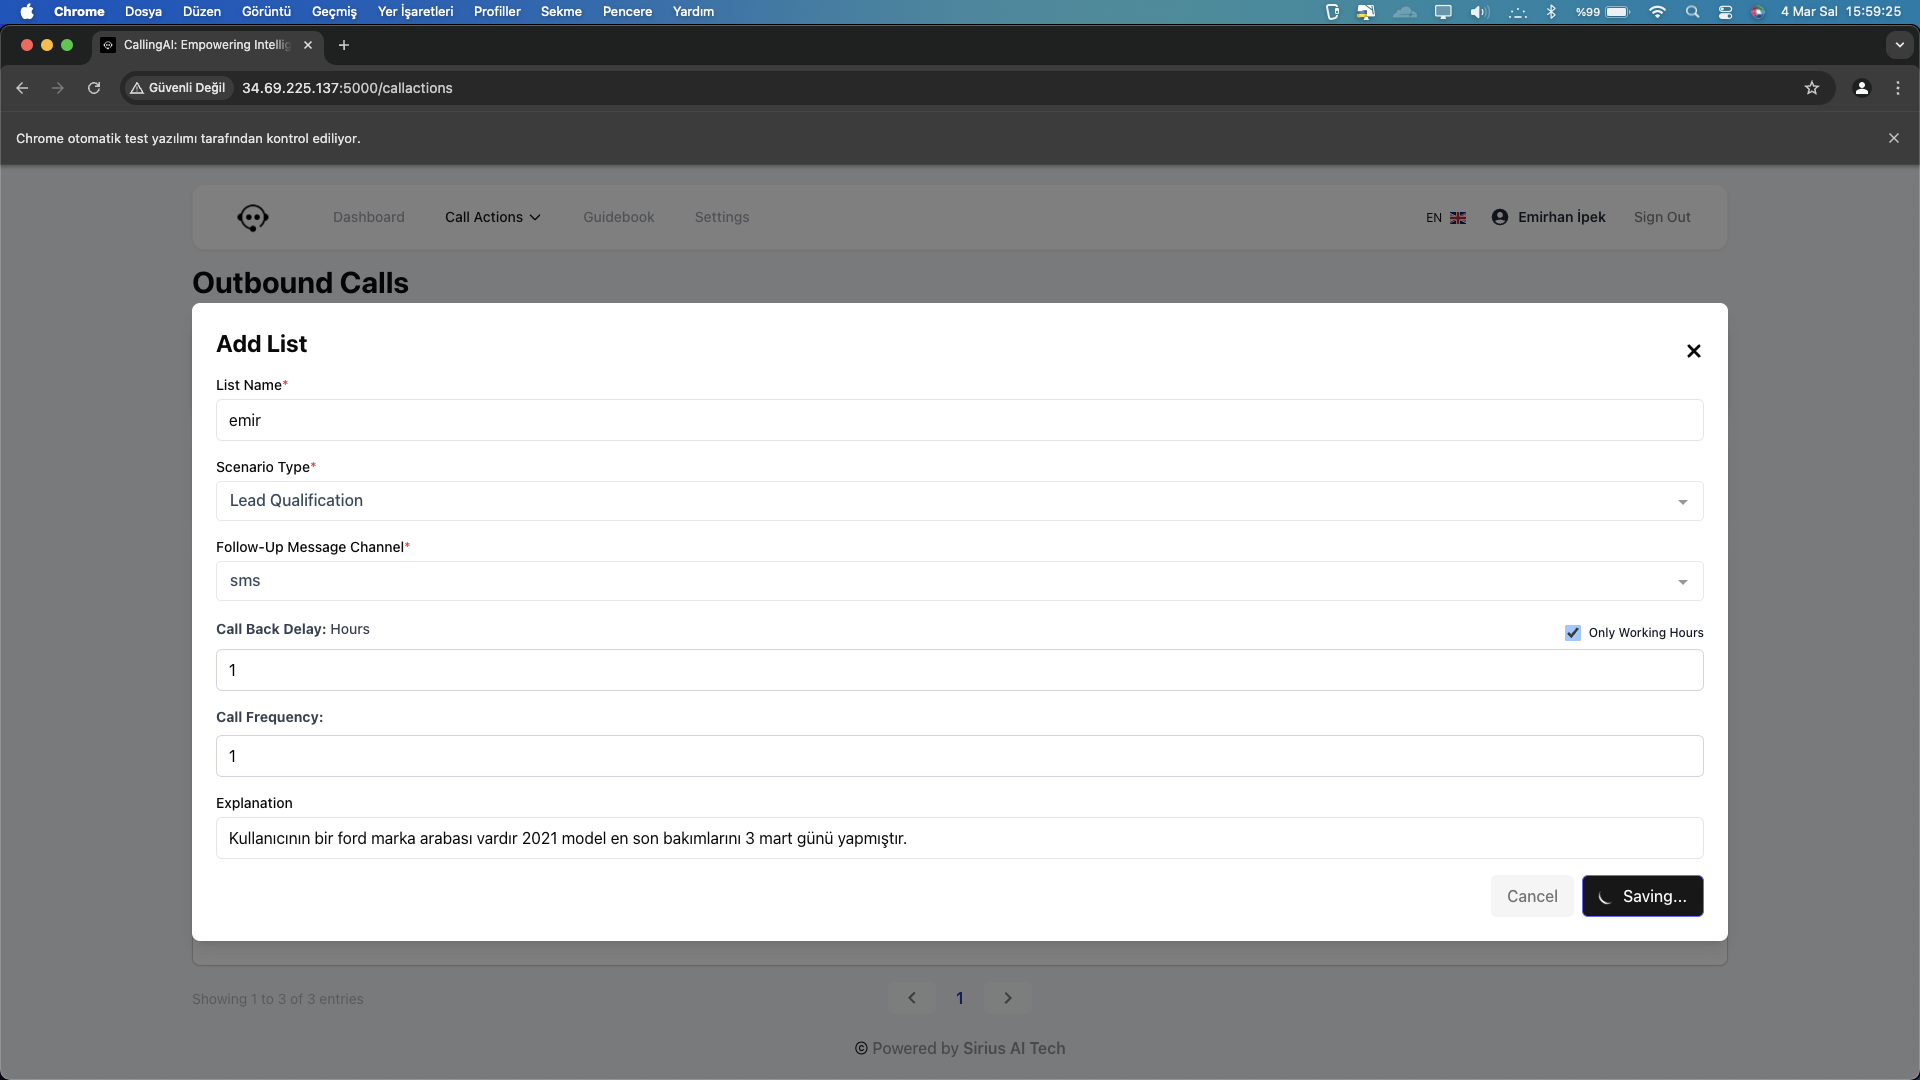 Chrome Dosya Düzen Görüntü Geçmiş Yer İşaretleri Profiller Sekme Pencere Yardım %99 4 Mar Sal 15:59:25
CallingAI: Empowering Intellig
Güvenli Değil 34.69.225.137:5000/callactions
Chrome otomatik test yazılımı tarafından kontrol ediliyor.
Dashboard Call Actions Guidebook Settings EN Emirhan İpek Sign Out
Outbound Calls
Add List
List Name*
emir
Scenario Type*
Lead Qualification
Follow-Up Message Channel*
sms
Call Back Delay: Hours Only Working Hours
1
Call Frequency:
1
Explanation
Kullanıcının bir ford marka arabası vardır 2021 model en son bakımlarını 3 mart günü yapmıştır.
Cancel Saving...
Showing 1 to 3 of 3 entries 1
© Powered by Sirius AI Tech